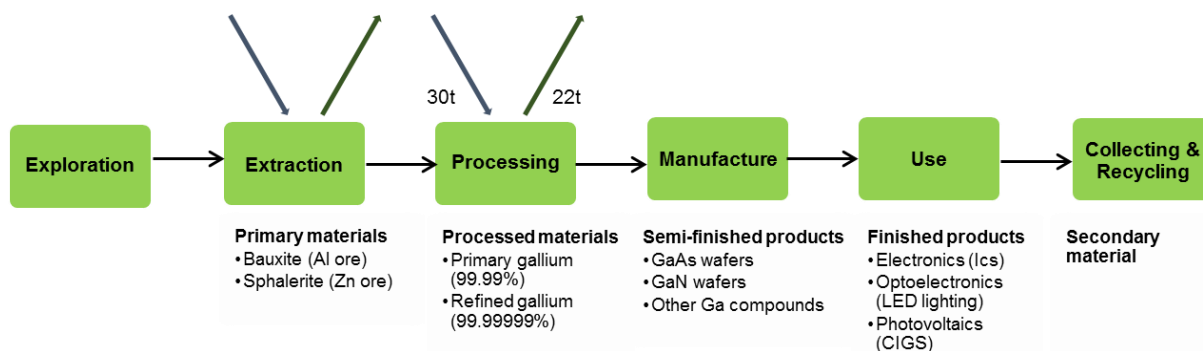 30t
22t
Exploration
Extraction
Processing
Manufacture
Use
Collecting &
Recycling
Primary materials
•Bauxite (Al ore)
•Sphalerite (Zn ore)
Processed materials
•Primary gallium
(99.99%)
•Refined gallium
(99.99999%)
Semi-finished products
•GaAs wafers
•GaN wafers
•Other Ga compounds
Finished products
•Electronics (Ics)
•Optoelectronics
(LED lighting)
•Photovoltaics
(CIGS)
Secondary
material